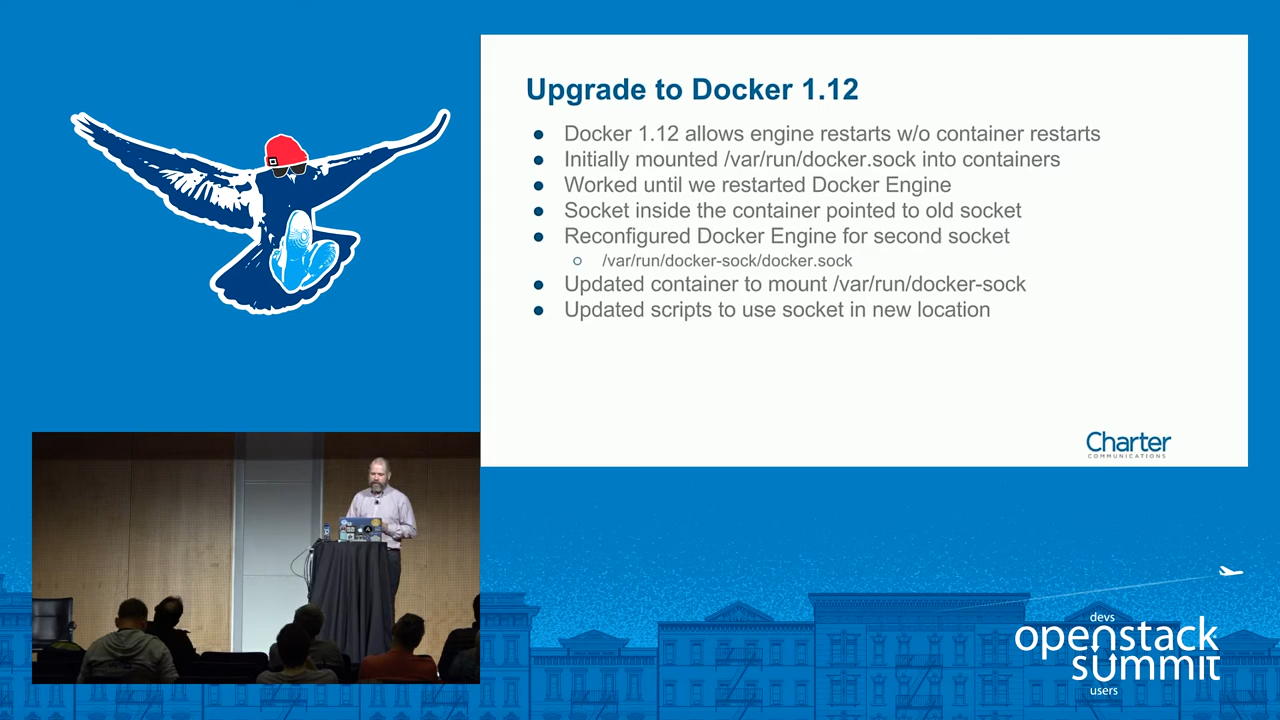 Upgrade to Docker 1.12
● Docker 1.12 allows engine restarts w/o container restarts
● Initially mounted /var/run/docker.sock into containers
● Worked until we restarted Docker Engine
● Socket inside the container pointed to old socket
● Reconfigured Docker Engine for second socket
○ /var/run/docker-sock/docker.sock
● Updated container to mount /var/run/docker-sock
● Updated scripts to use socket in new location
Charter
COMMUNICATIONS
devs
openstack
summit
users